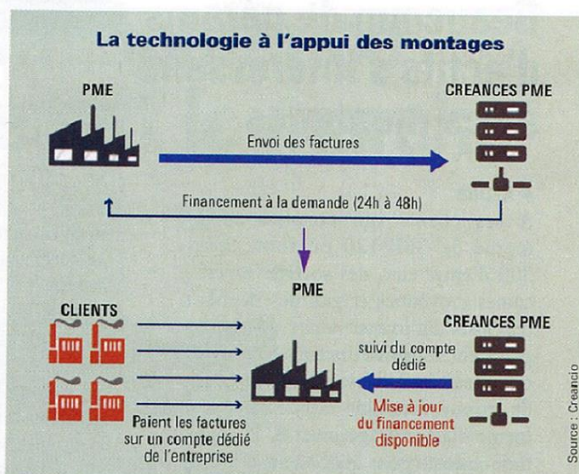 La technologie à l'appui des montages
PME
CREANCES PME
Envoi des factures
Financement à la demande (24h à 48h)
PME
CLIENTS
CREANCES PME
suivi du compte
dédié
Mise à jour
du financement
disponible
Paient les factures
sur un compte dédié
de l'entreprise
Source : Creancio